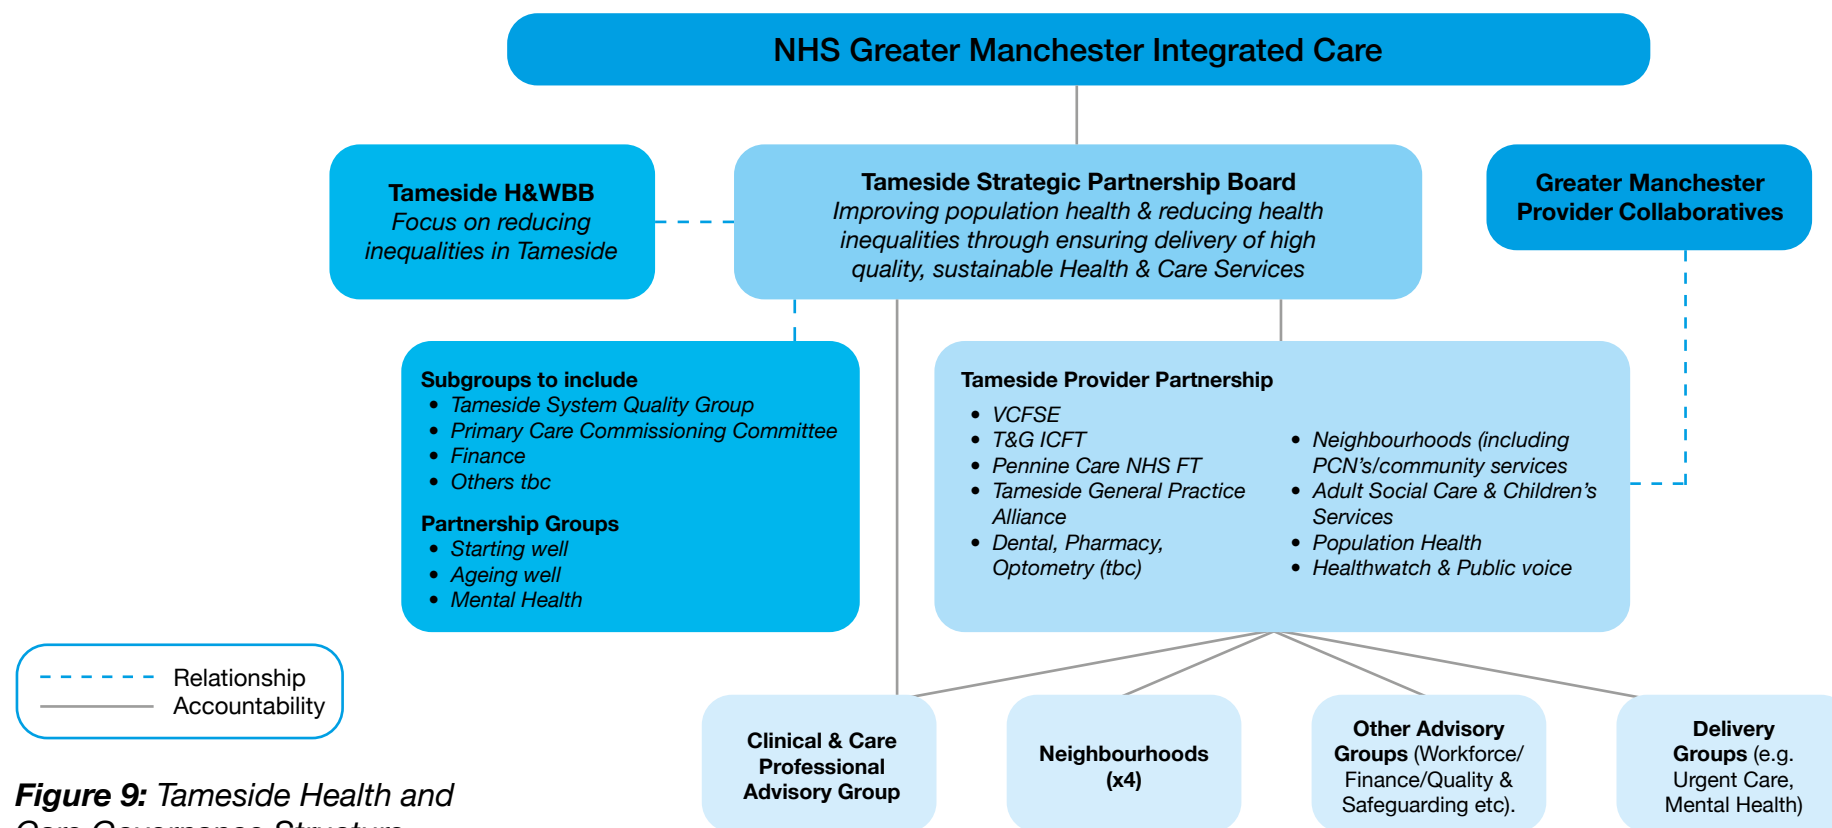 NHS Greater Manchester Integrated Care
Tameside H&WBB
Focus on reducing
inequalities in Tameside
Tameside Strategic Partnership Board
Improving population health & reducing health
inequalities through ensuring delivery of high
quality, sustainable Health & Care Services
Greater Manchester
Provider Collaboratives
Subgroups to include
• Tameside System Quality Group
• Primary Care Commissioning Committee
• Finance
• Others tbc
Partnership Groups
• Starting well
• Ageing well
• Mental Health
Tameside Provider Partnership
• VCFSE
• T&G ICFT
• Pennine Care NHS FT
• Tameside General Practice
Alliance
• Dental, Pharmacy,
Optometry (tbc)
• Neighbourhoods (including
PCN's/community services
• Adult Social Care & Children's
Services
• Population Health
• Healthwatch & Public voice
Relationship
Accountability
Clinical & Care
Professional
Advisory Group
Neighbourhoods
(x4)
Other Advisory
Groups (Workforce/
Finance/Quality &
Safeguarding etc).
Delivery
Groups (e.g.
Urgent Care,
Mental Health)
Figure 9: Tameside Health and
Care Governance Structure